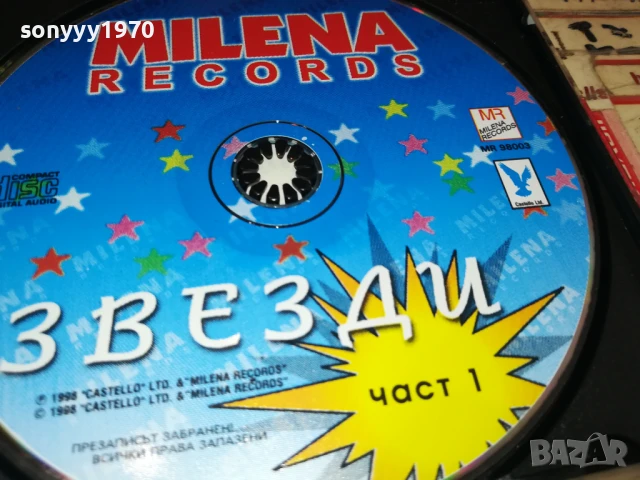 sonyyy1970
MILENA
RECORDS
MR
MILENA
RECORDS
MR 98003
Castello Ltd.
COMPACT
disc
DIGITAL AUDIO
ЗВЕЗДИ
част 1
℗ 1998 "CASTELLO" LTD. & "MILENA RECORDS"
© 1998 "CASTELLO" LTD. & "MILENA RECORDS"
ПРЕЗАПИСЪТ ЗАБРАНЕН!
ВСИЧКИ ПРАВА ЗАПАЗЕНИ
BAZAR